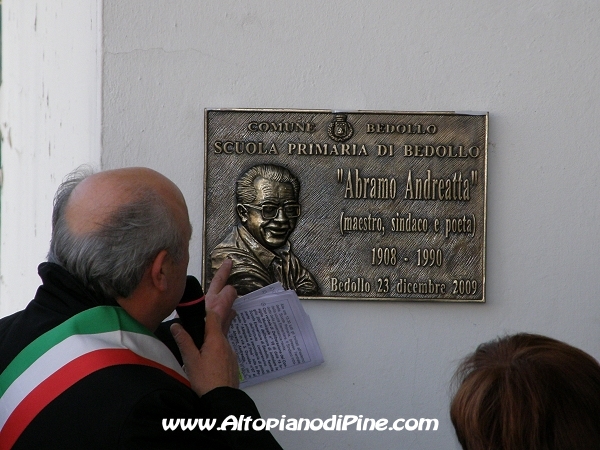 COMUNE BEDOLLO
SCUOLA PRIMARIA DI BEDOLLO
"Abramo Andreatta"
(maestro, sindaco e poeta)
1908 - 1990
Bedollo 23 dicembre 2009
www.AltopianodiPine.com